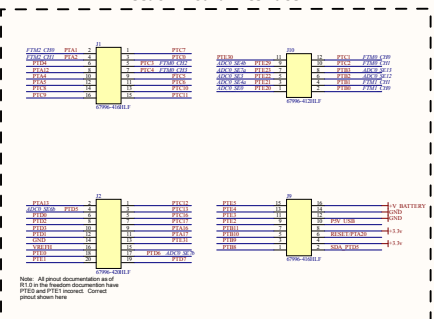 J1
FTM2_CH0 PTA1 2 1 PTC7
FTM2_CH1 PTA2 4 3 PTC0
PTD4 6 5 PTC3 FTM0_CH2
PTA12 8 7 PTC4 FTM0_CH3
PTA4 10 9 PTC5
PTA5 12 11 PTC6
PTC8 14 13 PTC10
PTC9 16 15 PTC11
67996-416HLF
J10
PTE30 11 12 PTC1 FTM0_CH0
ADC0_SE4b PTE29 9 10 PTC2 FTM0_CH1
ADC0_SE7a PTE23 7 8 PTB3 ADC0_SE13
ADC0_SE3 PTE22 5 6 PTB2 ADC0_SE12
ADC0_SE4a PTE21 3 4 PTB1 FTM1_CH1
ADC0_SE0 PTE20 1 2 PTB0 FTM1_CH0
67996-412HLF
J2
PTA13 2 1 PTC12
ADC0_SE6b PTD5 4 3 PTC13
PTD0 6 5 PTC16
PTD2 8 7 PTC17
PTD3 10 9 PTA16
PTD1 12 11 PTA17
GND 14 13 PTE31
VREFH 16 15
PTE0 18 17 PTD6 ADC0_SE7b
PTE1 20 19 PTD7
67996-420HLF
J9
PTE5 15 16 +V_BATTERY
PTE4 13 14 GND
PTE3 11 12 GND
PTE2 9 10 P5V_USB
PTB11 7 8 +3.3v
PTB10 5 6 RESET/PTA20
PTB9 3 4 +3.3v
PTB8 1 2 SDA_PTD5
67996-416HLF
Note: All pinout documentation as of
R1.0 in the freedom documention have
PTE0 and PTE1 incorrect. Correct
pinout shown here